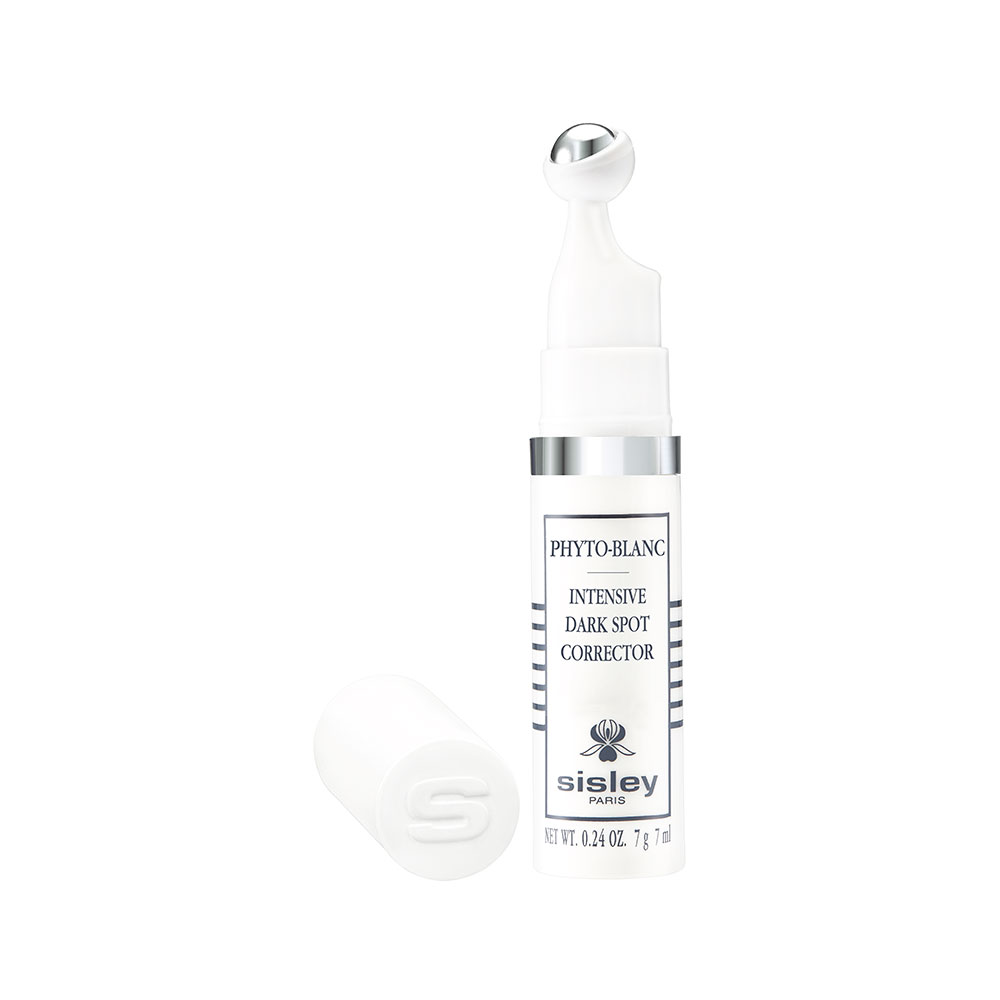 PHYTO-BLANC
INTENSIVE
DARK SPOT
CORRECTOR
sisley
PARIS
NET WT. 0.24 OZ. 7 g 7 ml
S